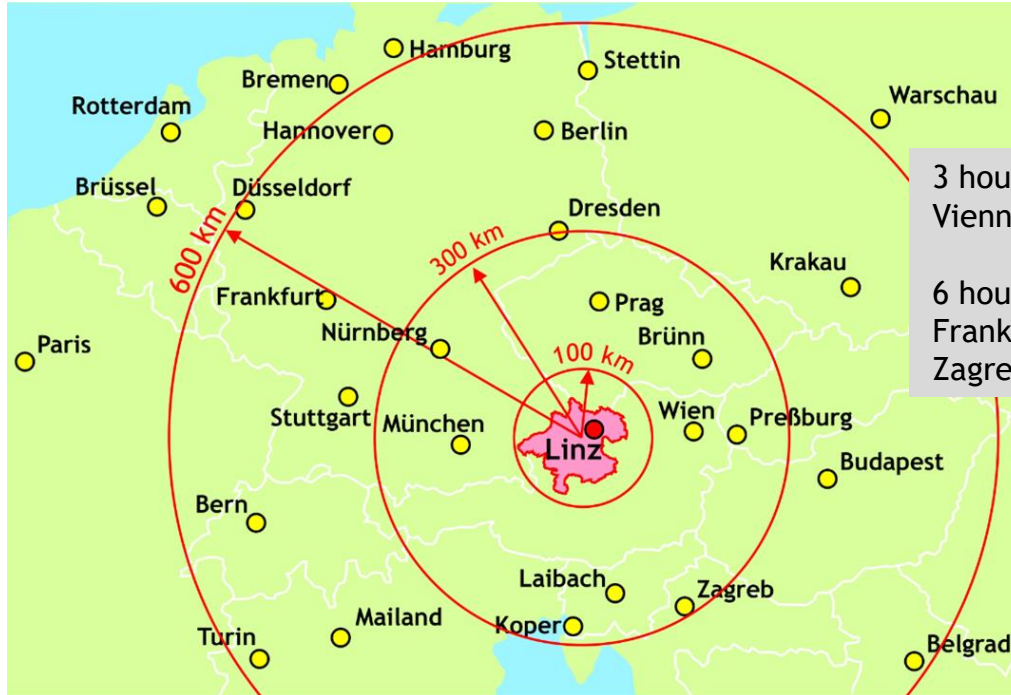 Hamburg
Stettin
Bremen
Warschau
Rotterdam
Hannover
Berlin
3 hou
Vienn
Brüssel
Düsseldorf
Dresden
600 km
300 km
Krakau
6 hou
Frankfurt
Prag
Frank
Nürnberg
Brünn
Paris
100 km
Zagre
Stuttgart
München
Wien
Preßburg
Linz
Budapest
Bern
Laibach
Zagreb
Koper
Mailand
Turin
Belgrad